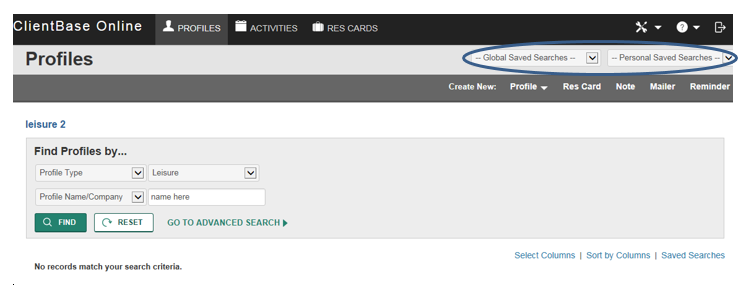 ClientBase Online PROFILES ACTIVITIES RES CARDS ?
Profiles -- Global Saved Searches -- -- Personal Saved Searches --
Create New: Profile Res Card Note Mailer Reminder
leisure 2
Find Profiles by...
Profile Type Leisure
Profile Name/Company name here
FIND RESET GO TO ADVANCED SEARCH
Select Columns | Sort by Columns | Saved Searches
No records match your search criteria.